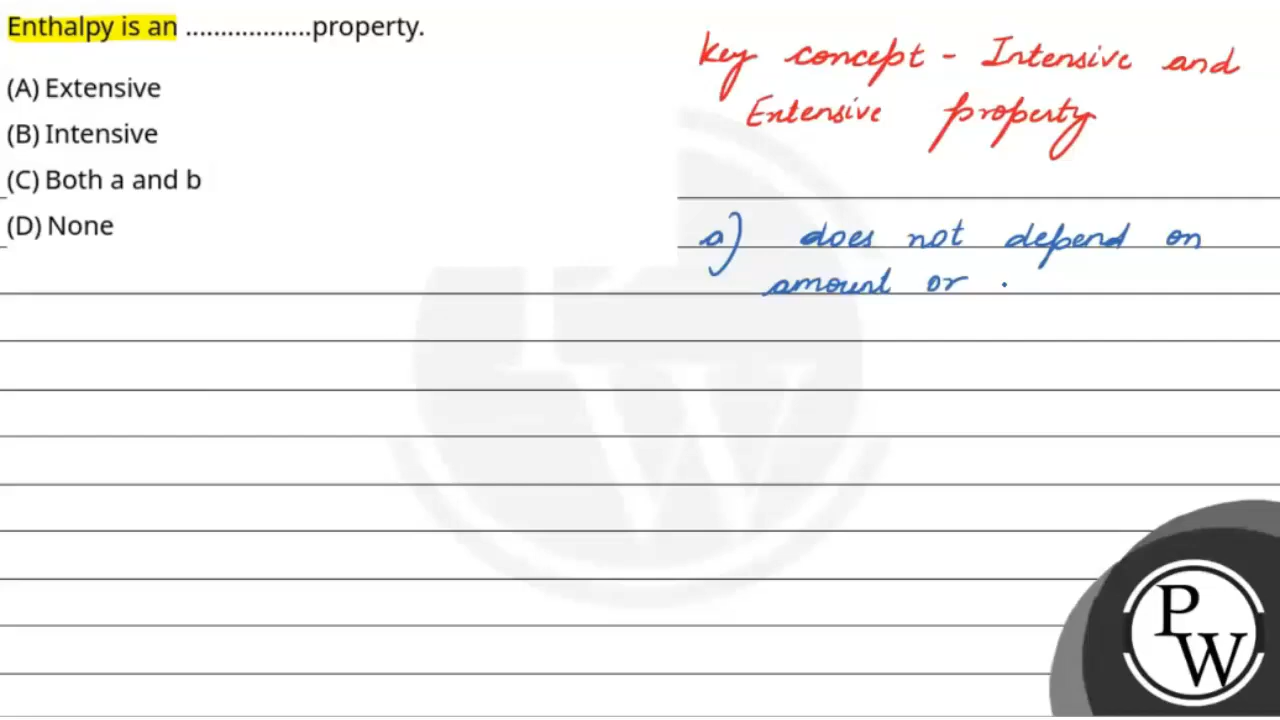 Enthalpy is an ..................property.
(A) Extensive
(B) Intensive
(C) Both a and b
(D) None
key concept - Intensive and
Extensive property
a) does not depend on
amount or .
P
W